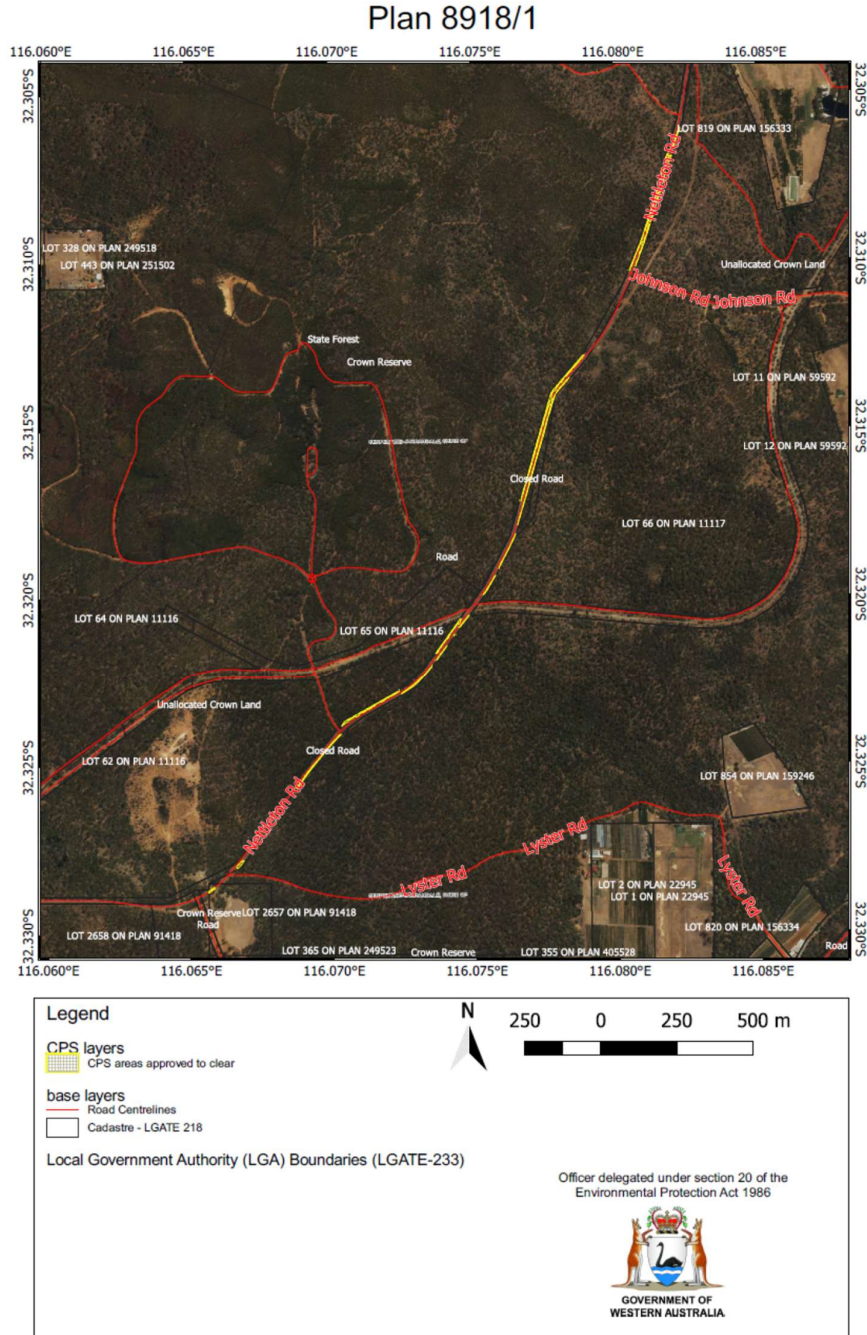 Plan 8918/1
116.060°E 116.065°E 116.070°E 116.075°E 116.080°E 116.085°E
32.305°S
32.305°S
LOT 819 ON PLAN 156333
Nettleton Rd
LOT 328 ON PLAN 249518
LOT 443 ON PLAN 251502
32.310°S
32.310°S
Unallocated Crown Land
Johnson Rd
Johnson Rd
State Forest
Crown Reserve
LOT 11 ON PLAN 59592
32.315°S
32.315°S
LOT 12 ON PLAN 59592
Closed Road
LOT 66 ON PLAN 11117
Road
32.320°S
32.320°S
LOT 64 ON PLAN 11116
LOT 65 ON PLAN 11116
Unallocated Crown Land
Closed Road
LOT 62 ON PLAN 11116
32.325°S
32.325°S
LOT 854 ON PLAN 159246
Nettleton Rd
Lyster Rd
Lyster Rd
Lyster Rd
LOT 2 ON PLAN 22945
LOT 1 ON PLAN 22945
Crown Reserve
LOT 2657 ON PLAN 91418
Road
LOT 820 ON PLAN 156334
LOT 2658 ON PLAN 91418
32.330°S
32.330°S
LOT 365 ON PLAN 249523
Crown Reserve
LOT 355 ON PLAN 405528
Road
116.060°E 116.065°E 116.070°E 116.075°E 116.080°E 116.085°E
Legend
CPS layers
CPS areas approved to clear
base layers
Road Centrelines
Cadastre - LGATE 218
Local Government Authority (LGA) Boundaries (LGATE-233)
N
250 0 250 500 m
Officer delegated under section 20 of the
Environmental Protection Act 1986
GOVERNMENT OF
WESTERN AUSTRALIA